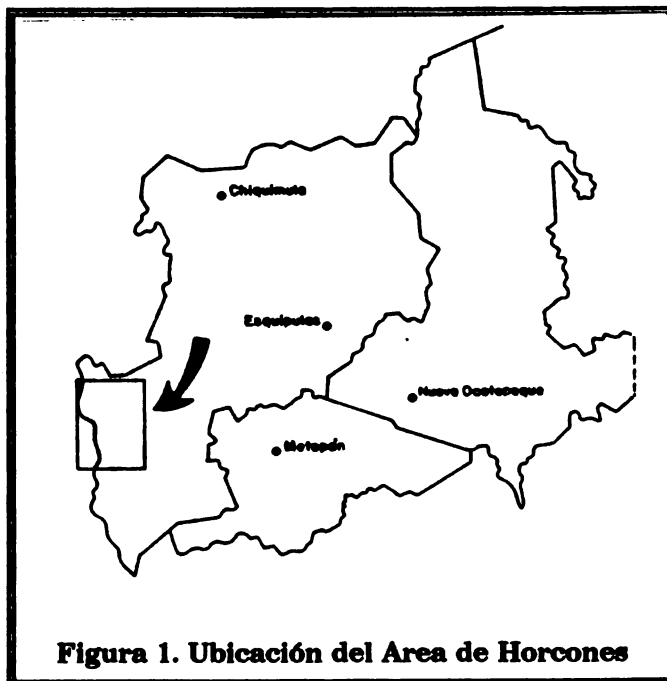 Chiquimula
Esquipulas
Nueva Ocotepeque
Metapán
Figura 1. Ubicación del Area de Horcones